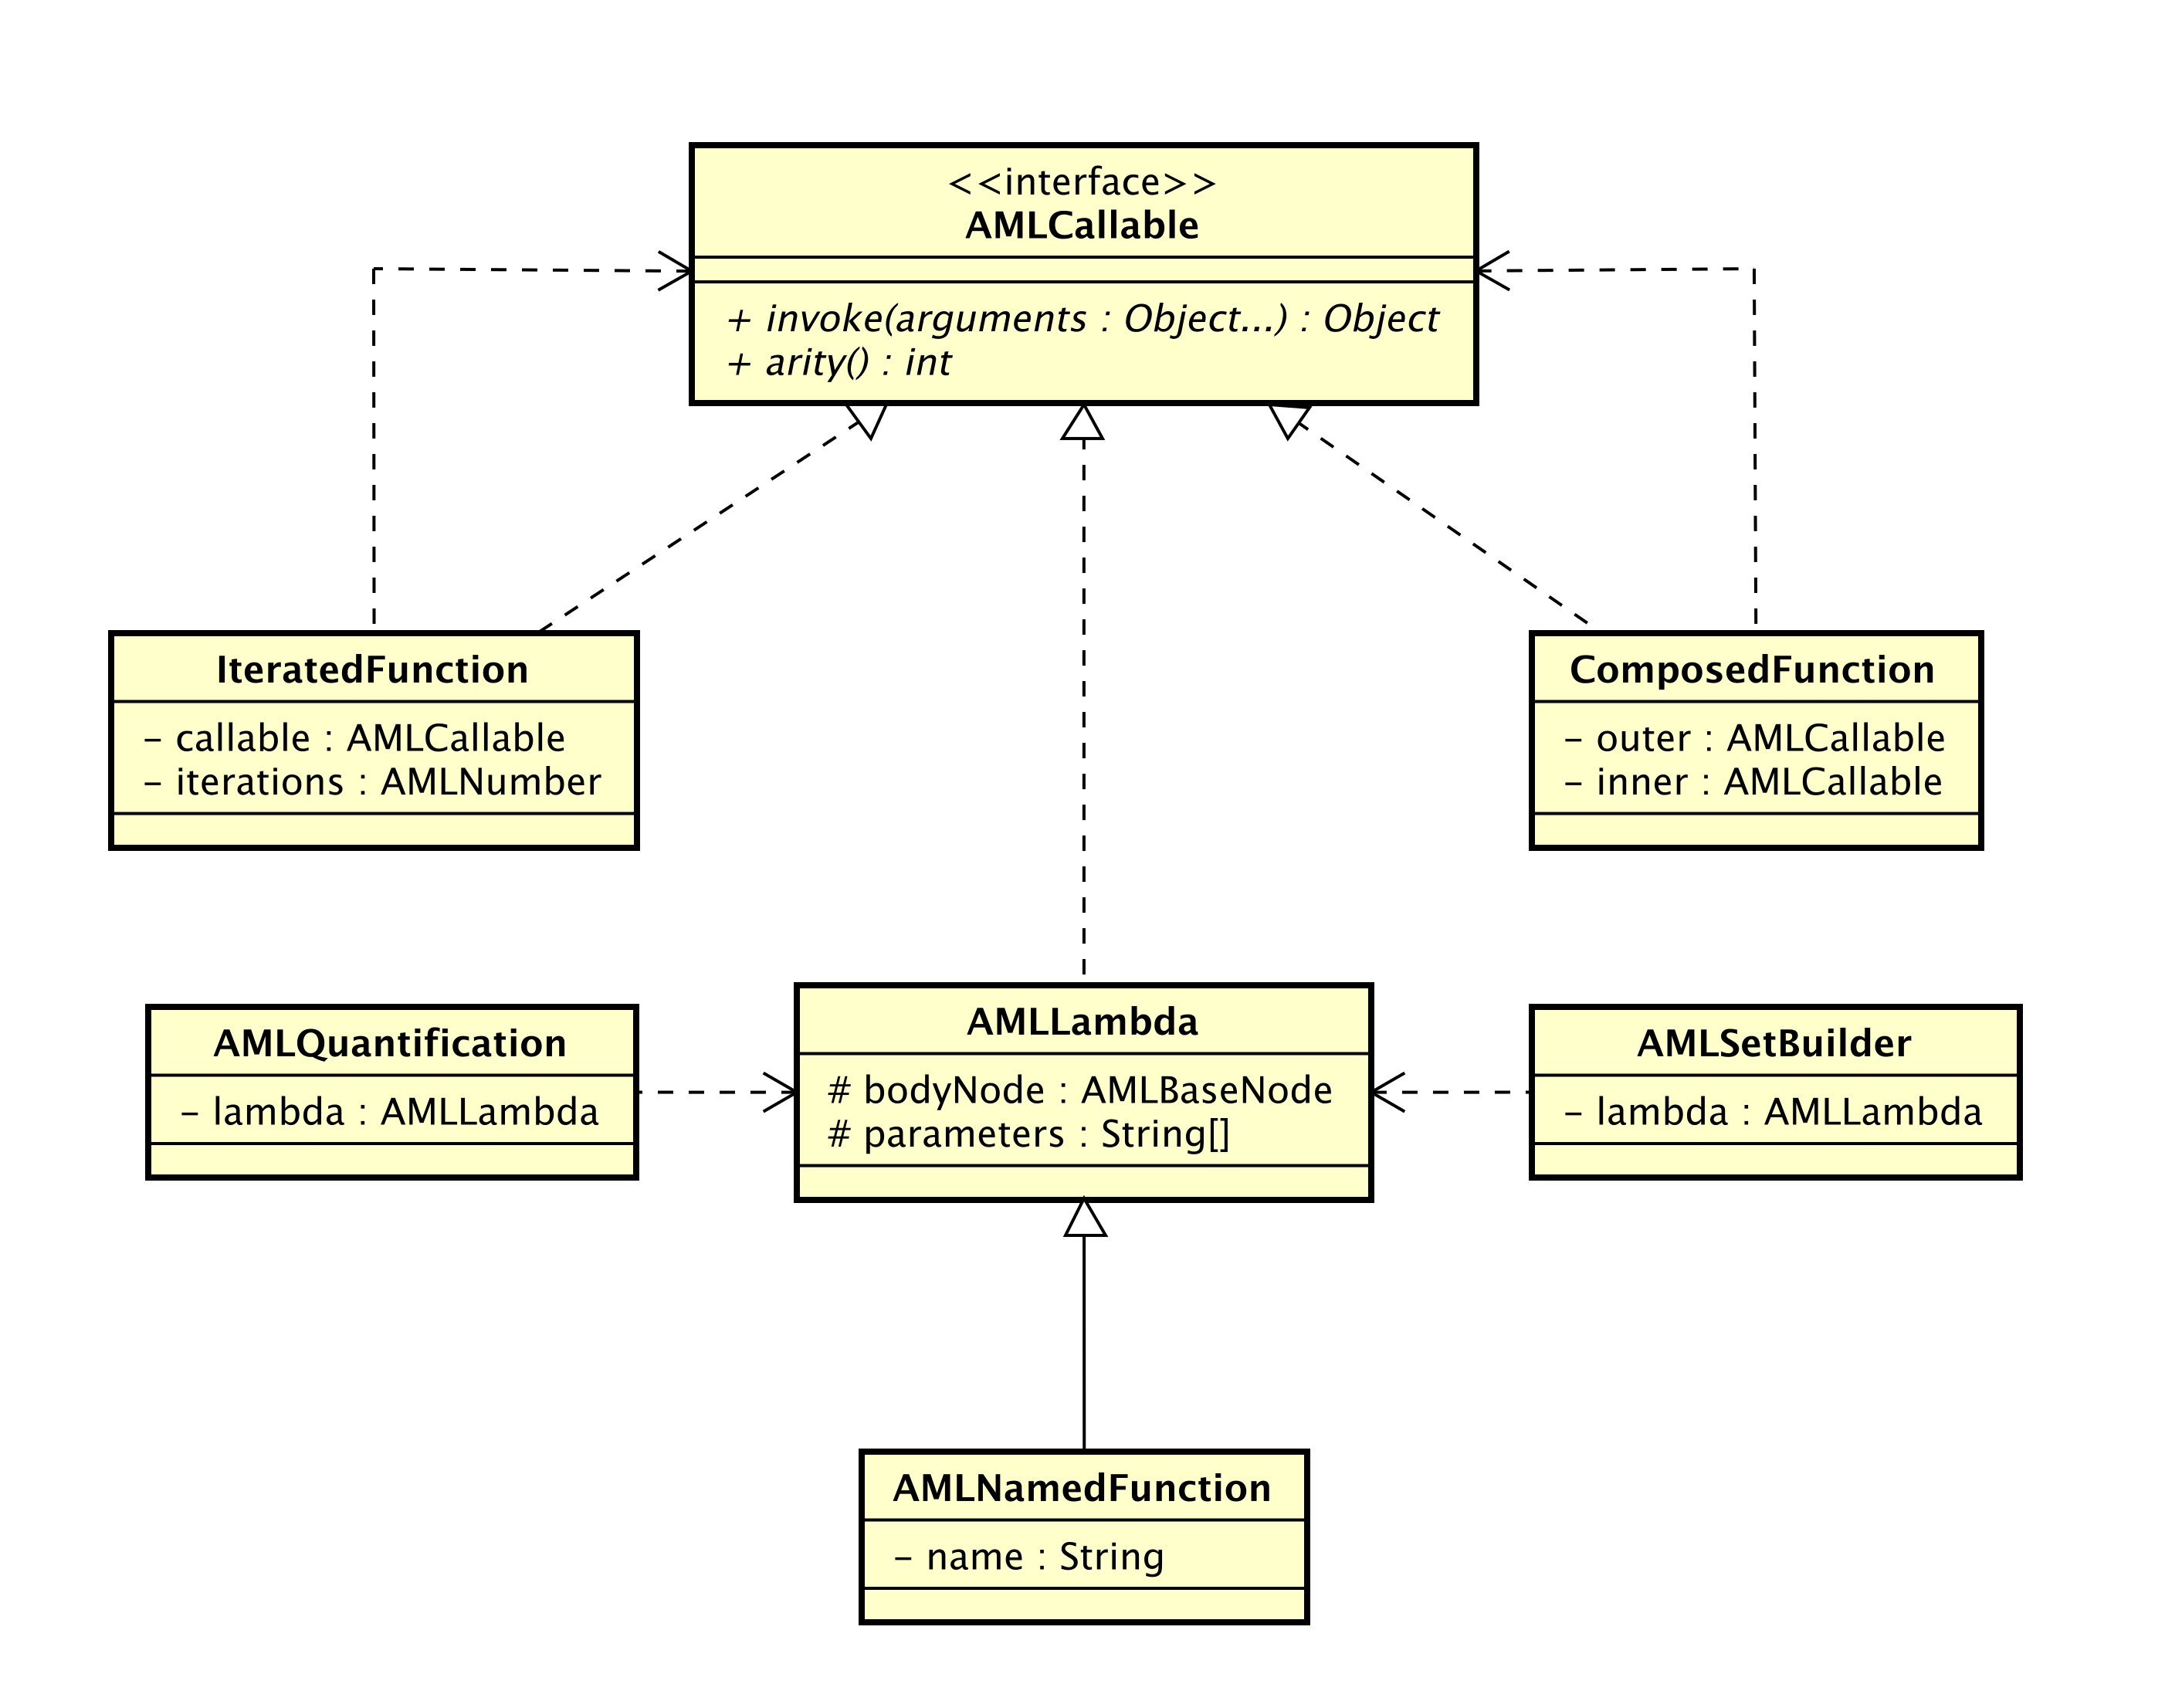 <<interface>>
AMLCallable
+ invoke(arguments : Object...) : Object
+ arity() : int
IteratedFunction
- callable : AMLCallable
- iterations : AMLNumber
ComposedFunction
- outer : AMLCallable
- inner : AMLCallable
AMLQuantification
- lambda : AMLLambda
AMLLambda
# bodyNode : AMLBaseNode
# parameters : String[]
AMLSetBuilder
- lambda : AMLLambda
AMLNamedFunction
- name : String